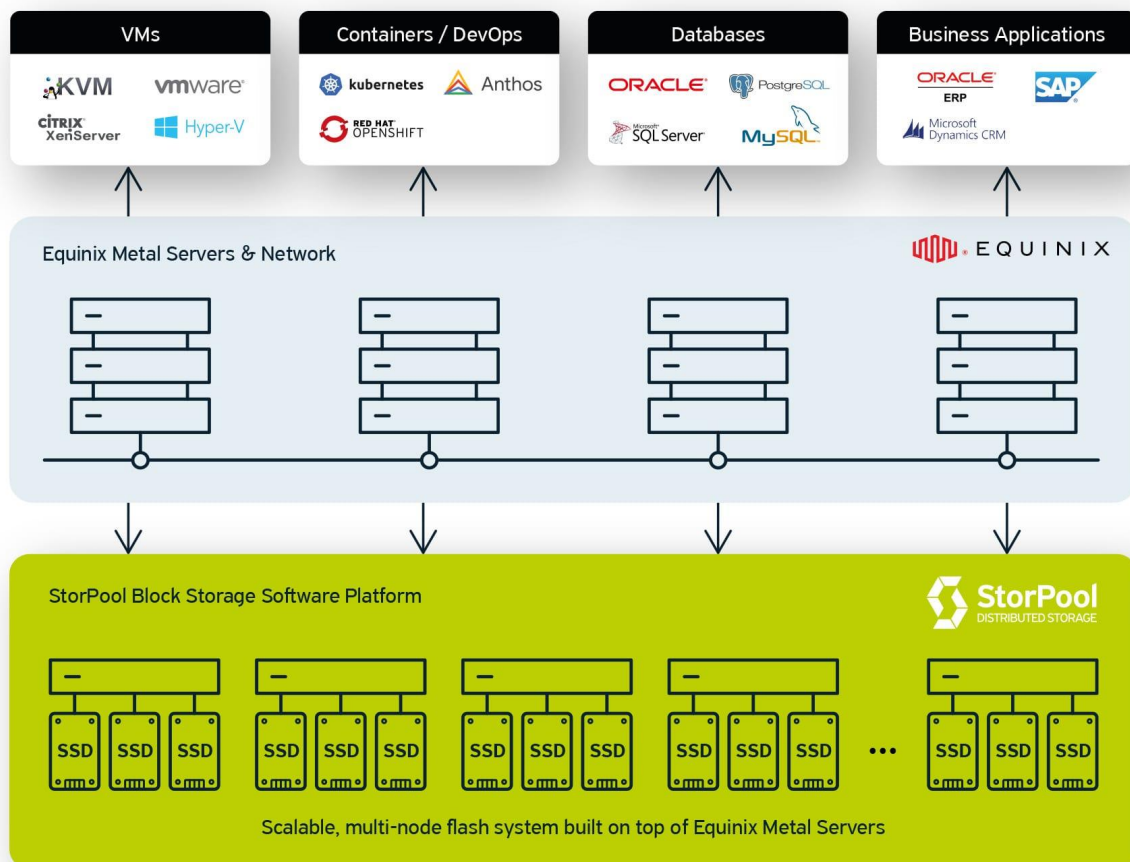 VMs
KVM
vmware®
CİTRIX®
XenServer
Hyper-V
Containers / DevOps
kubernetes
Anthos
RED HAT®
OPENSHIFT
Databases
ORACLE®
PostgreSQL
Microsoft®
SQL Server®
MySQL™
Business Applications
ORACLE®
ERP
SAP®
Microsoft
Dynamics CRM
Equinix Metal Servers & Network
® EQUINIX
StorPool Block Storage Software Platform
StorPool
DISTRIBUTED STORAGE
SSD SSD SSD SSD SSD SSD SSD SSD SSD SSD SSD SSD ••• SSD SSD SSD
Scalable, multi-node flash system built on top of Equinix Metal Servers